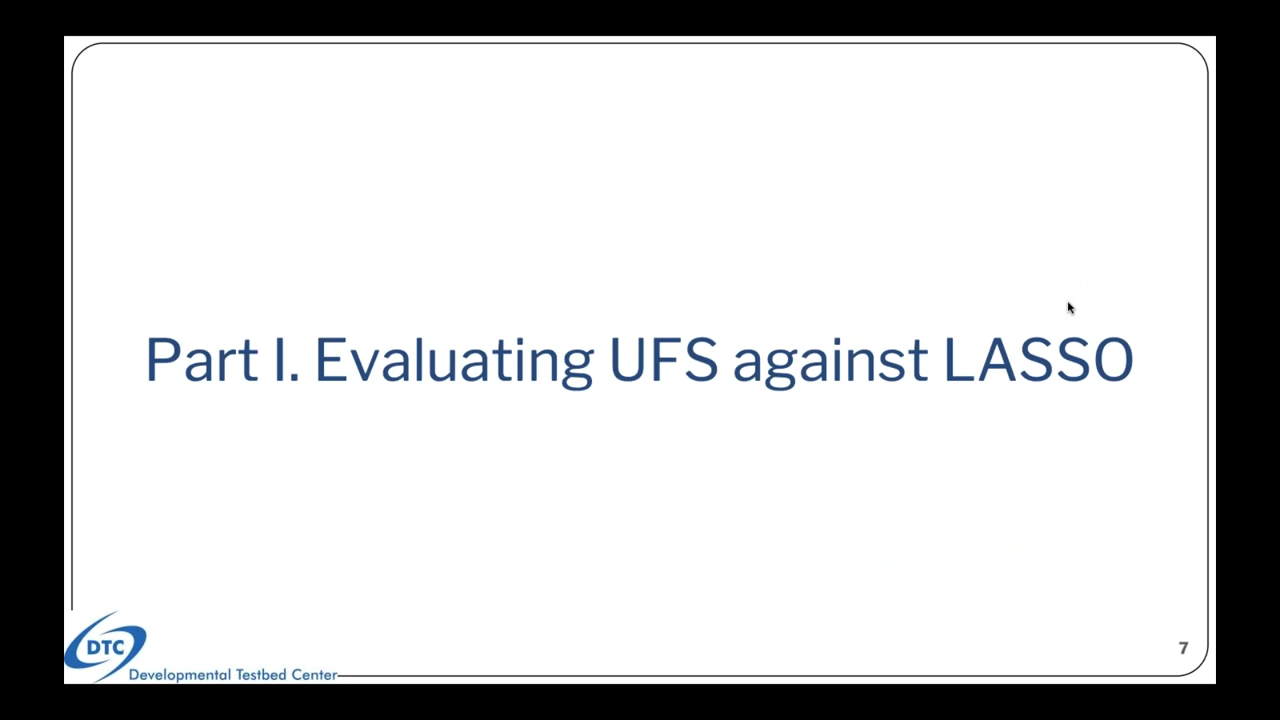 Part I. Evaluating UFS against LASSO
DTC
Developmental Testbed Center
7